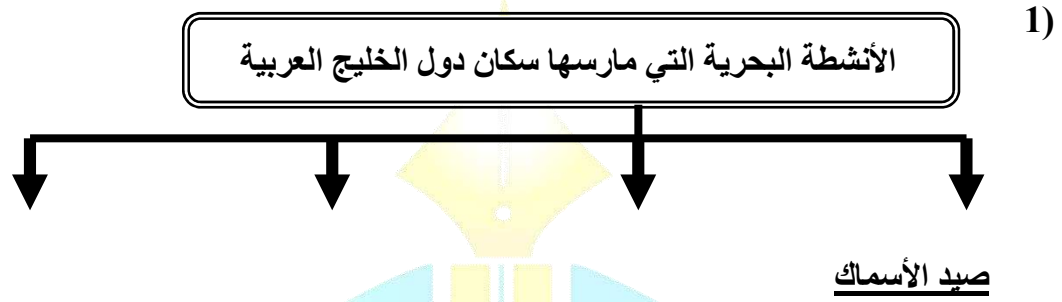 1)
الأنشطة البحرية التي مارسها سكان دول الخليج العربية
صيد الأسماك